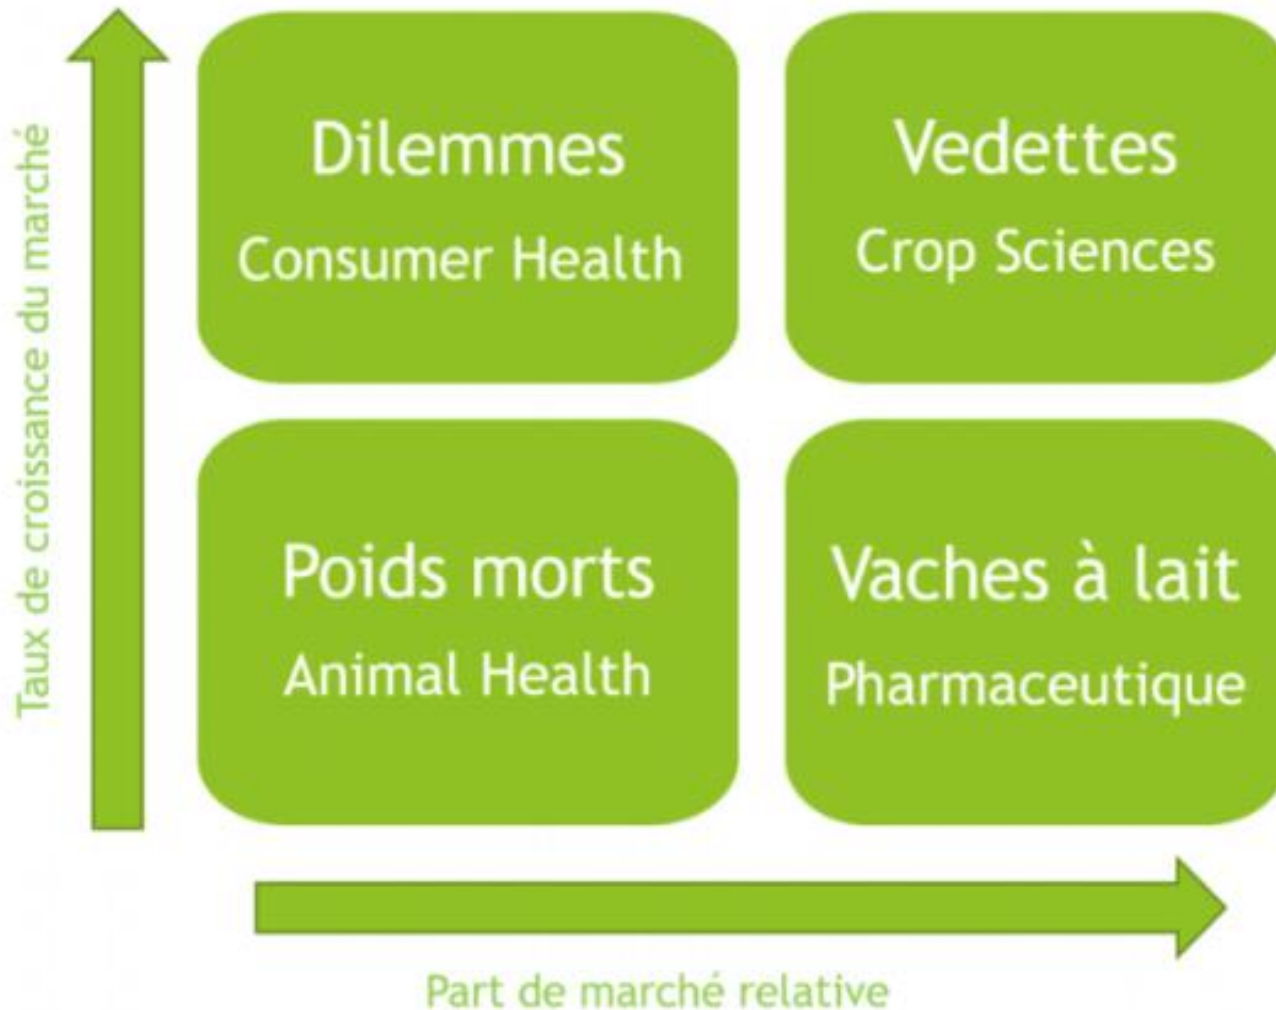 Taux de croissance du marché
Dilemmes
Consumer Health
Vedettes
Crop Sciences
Poids morts
Animal Health
Vaches à lait
Pharmaceutique
Part de marché relative